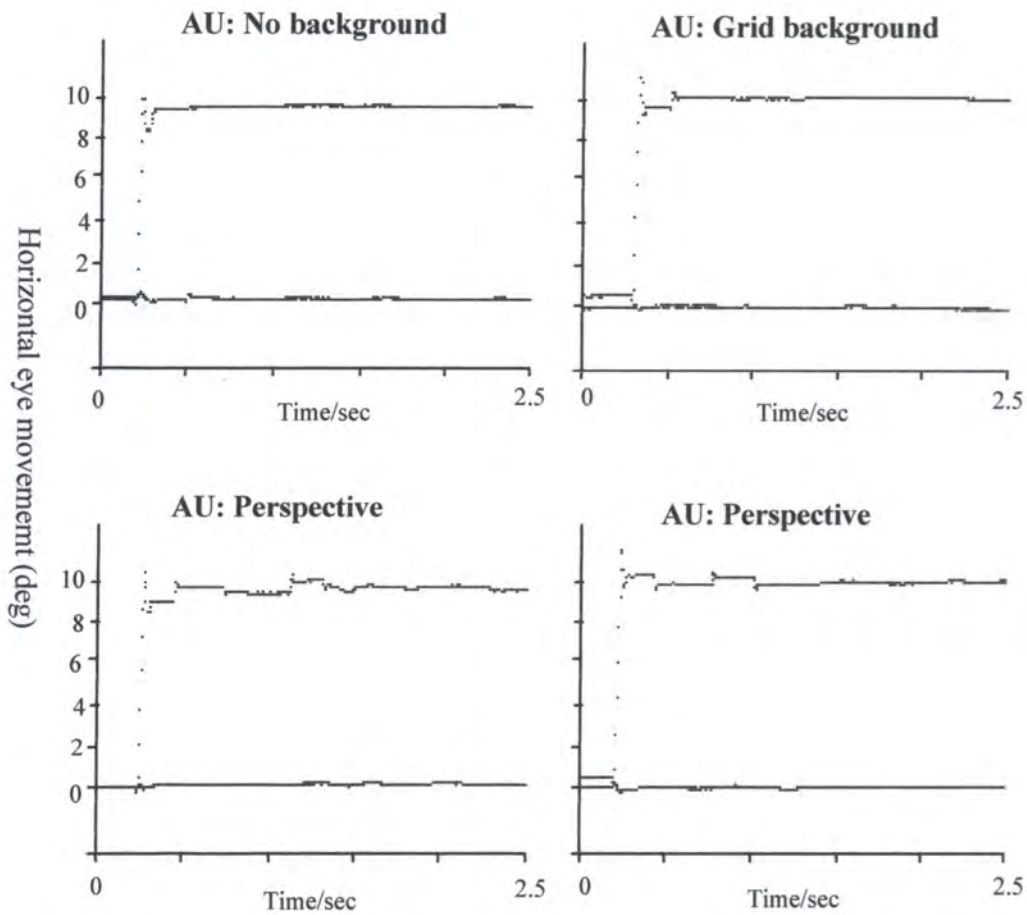 AU: No background
AU: Grid background
10
8
6
4
2
0
0
Time/sec
2.5
0
Time/sec
2.5
Horizontal eye movememt (deg)
AU: Perspective
AU: Perspective
10
8
6
4
2
0
0
Time/sec
2.5
0
Time/sec
2.5